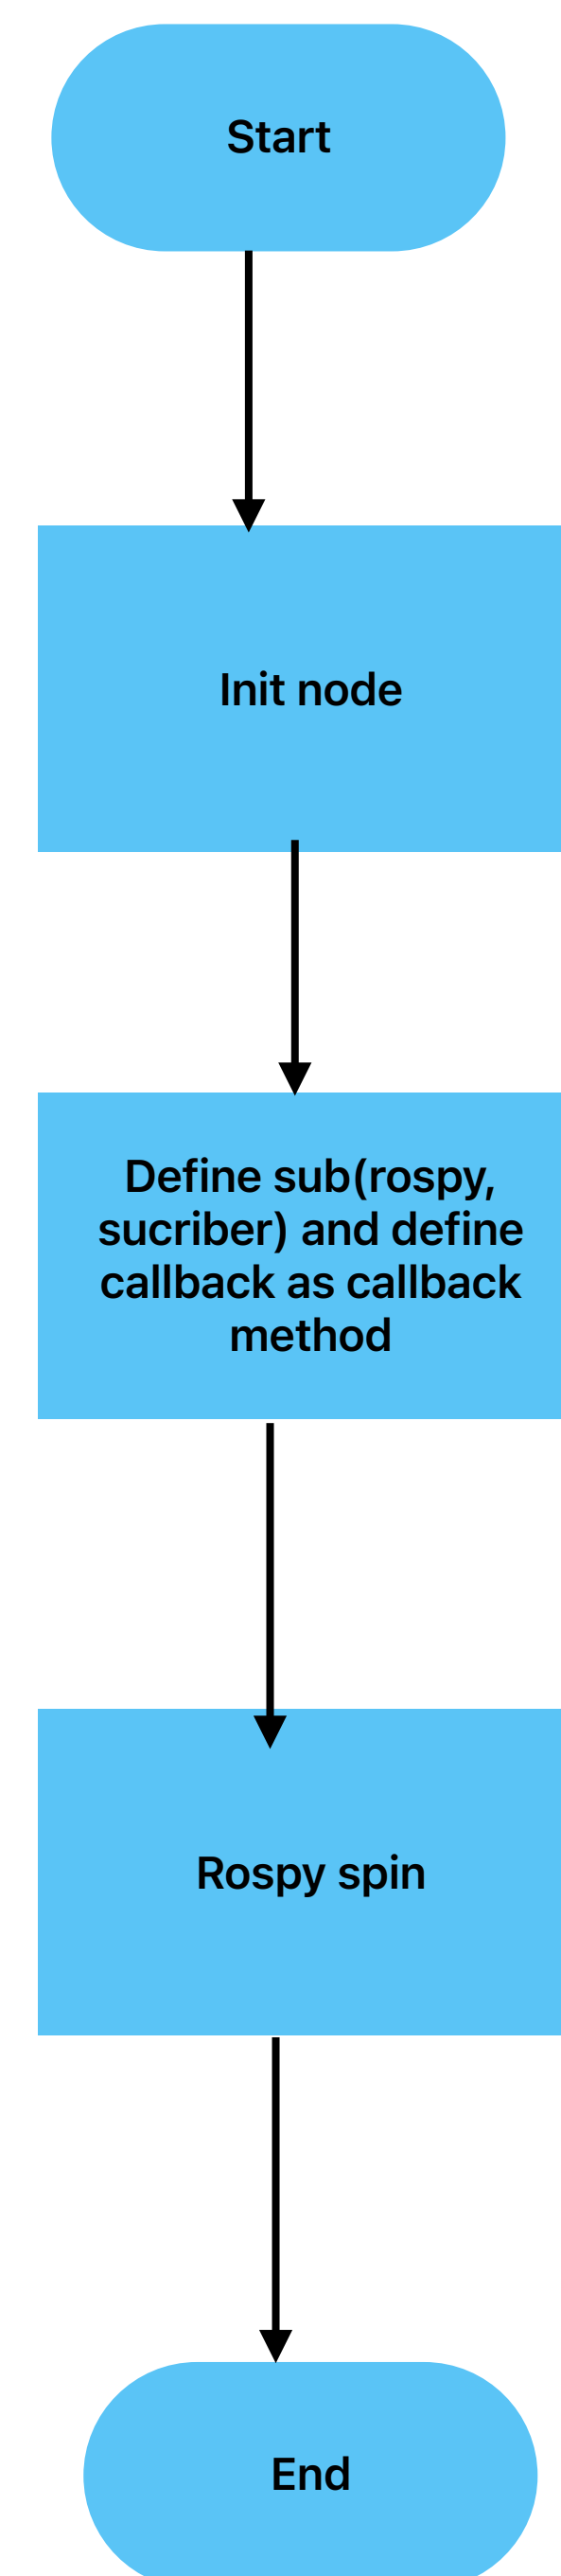 Start
Init node
Define sub(rospy,
sucriber) and define
callback as callback
method
Rospy spin
End